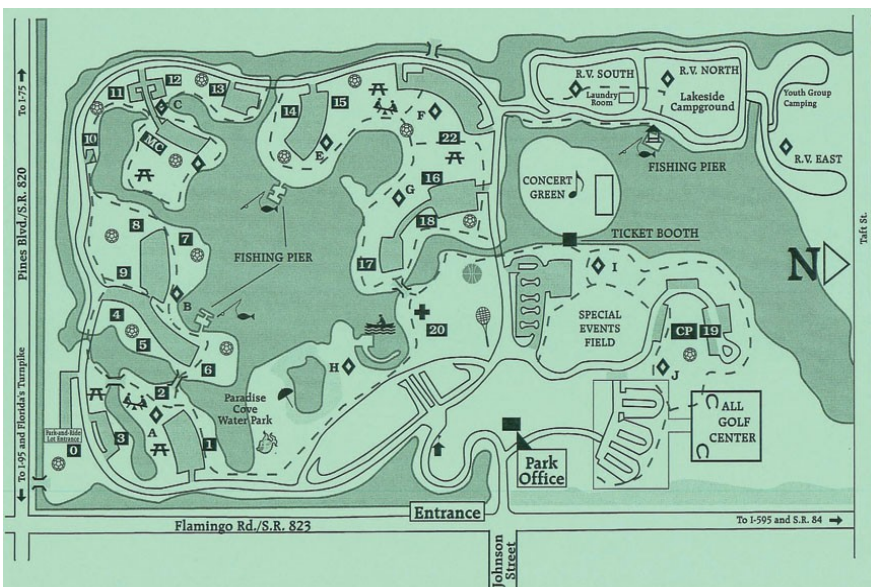 To I-75
Pines Blvd./S.R. 820
To I-95 and Florida's Turnpike
11
12
13
C
10
MC
14
15
E
F
22
16
G
18
17
R.V. SOUTH
Laundry
Room
R.V. NORTH
Lakeside
Campground
Youth Group
Camping
R.V. EAST
FISHING PIER
CONCERT
GREEN
TICKET BOOTH
Taft St.
N
8
7
9
B
FISHING PIER
4
5
6
I
SPECIAL
EVENTS
FIELD
CP
19
J
20
H
Paradise
Cove
Water Park
2
A
3
1
Park-and-Ride
Lot Entrance
0
ALL
GOLF
CENTER
Park
Office
Entrance
Flamingo Rd./S.R. 823
Johnson
Street
To I-595 and S.R. 84